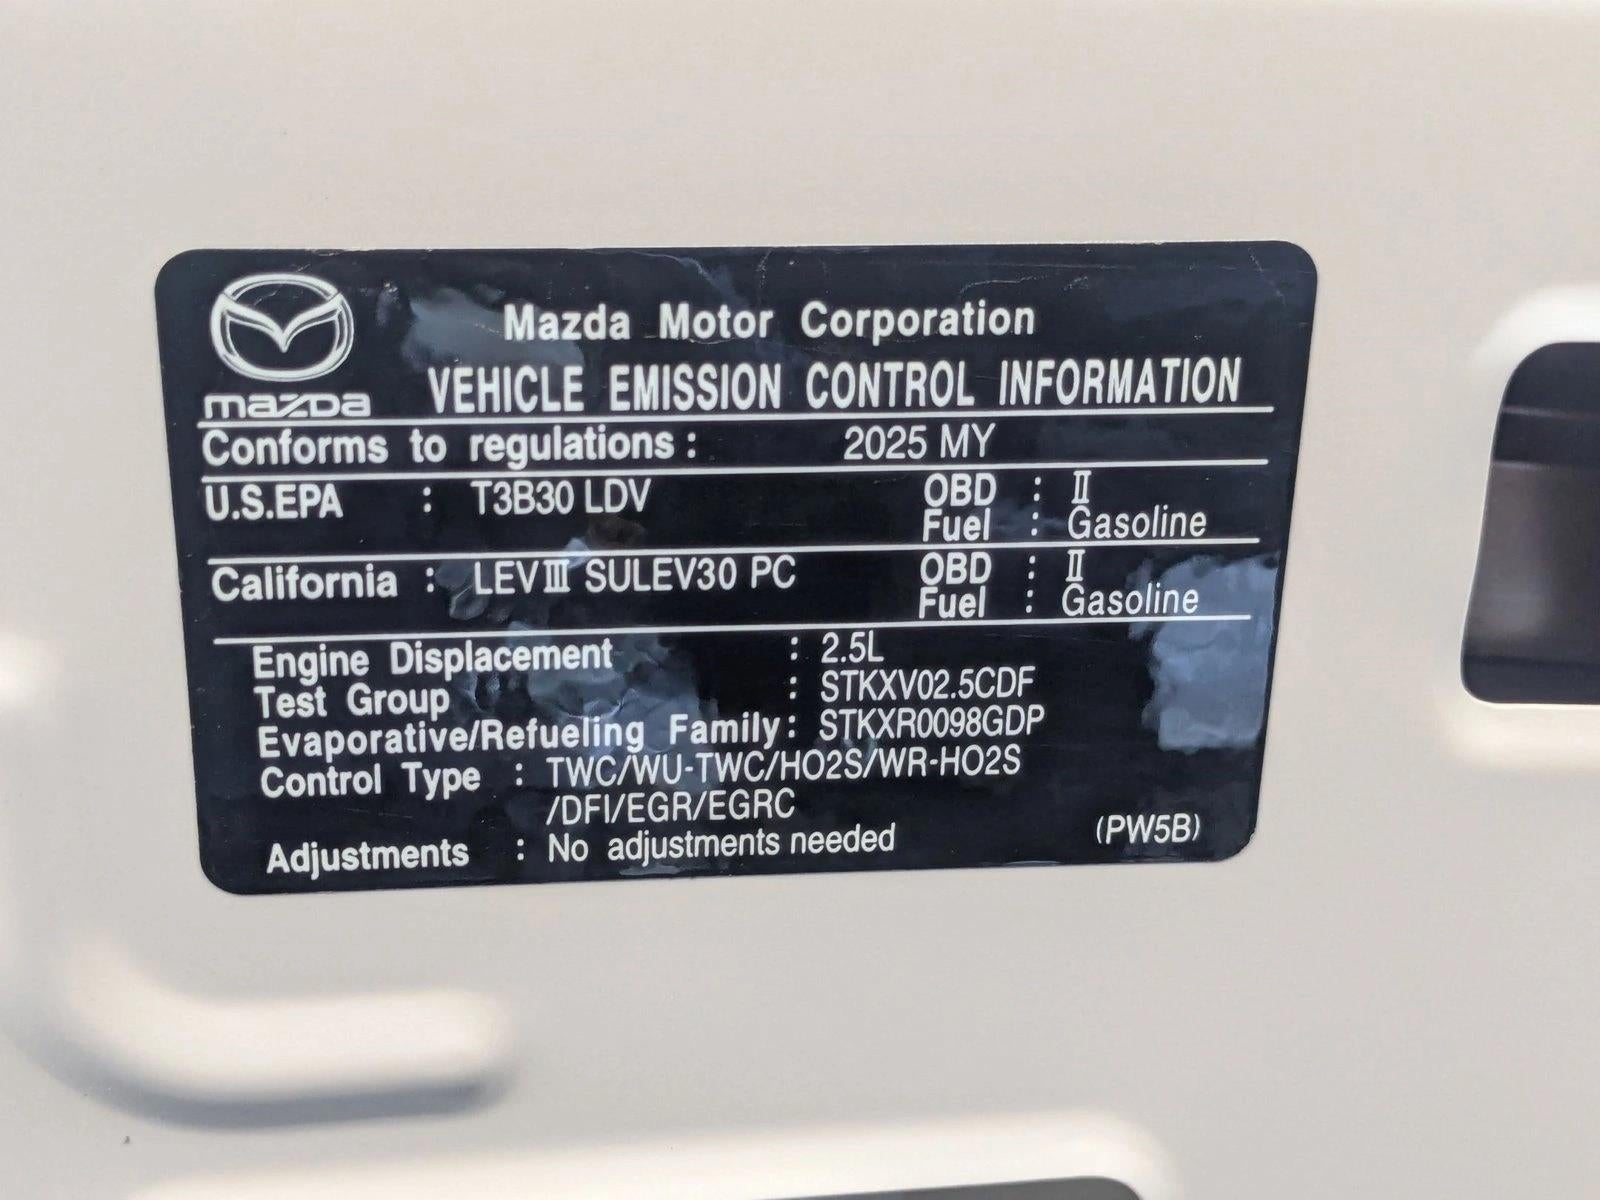 Mazda Motor Corporation
mazda VEHICLE EMISSION CONTROL INFORMATION
Conforms to regulations : 2025 MY
U.S.EPA : T3B30 LDV OBD : Ⅱ
Fuel : Gasoline
California : LEVⅢ SULEV30 PC OBD : Ⅱ
Fuel : Gasoline
Engine Displacement : 2.5L
Test Group : STKXV02.5CDF
Evaporative/Refueling Family : STKXR0098GDP
Control Type : TWC/WU-TWC/HO2S/WR-HO2S
/DFI/EGR/EGRC
Adjustments : No adjustments needed (PW5B)